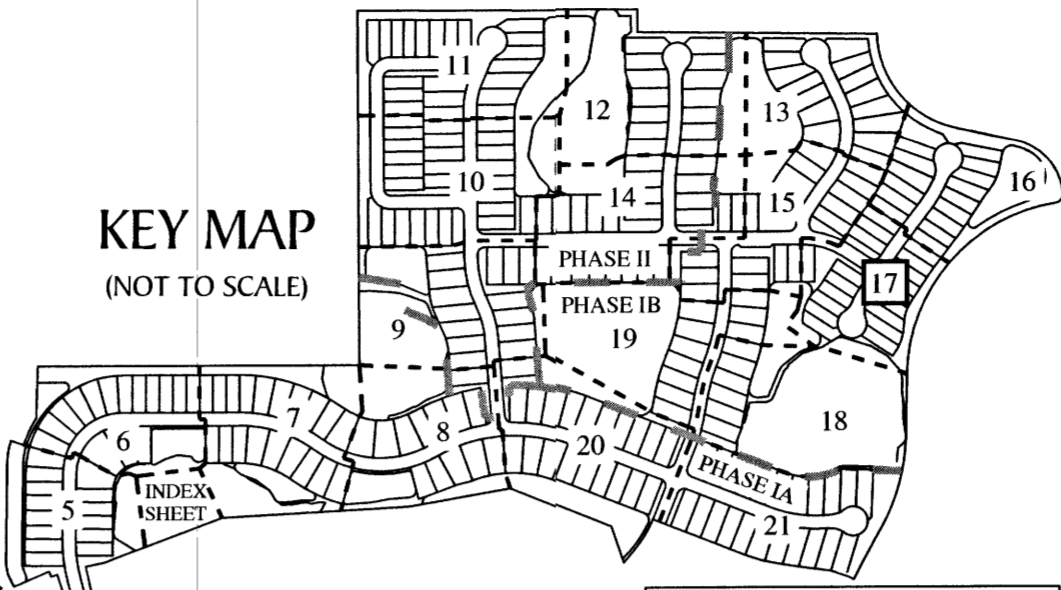 11
12
13
10
14
15
16
KEY MAP
(NOT TO SCALE)
PHASE II
17
PHASE IB
9
19
18
7
8
6
20
PHASE IA
INDEX
SHEET
5
21